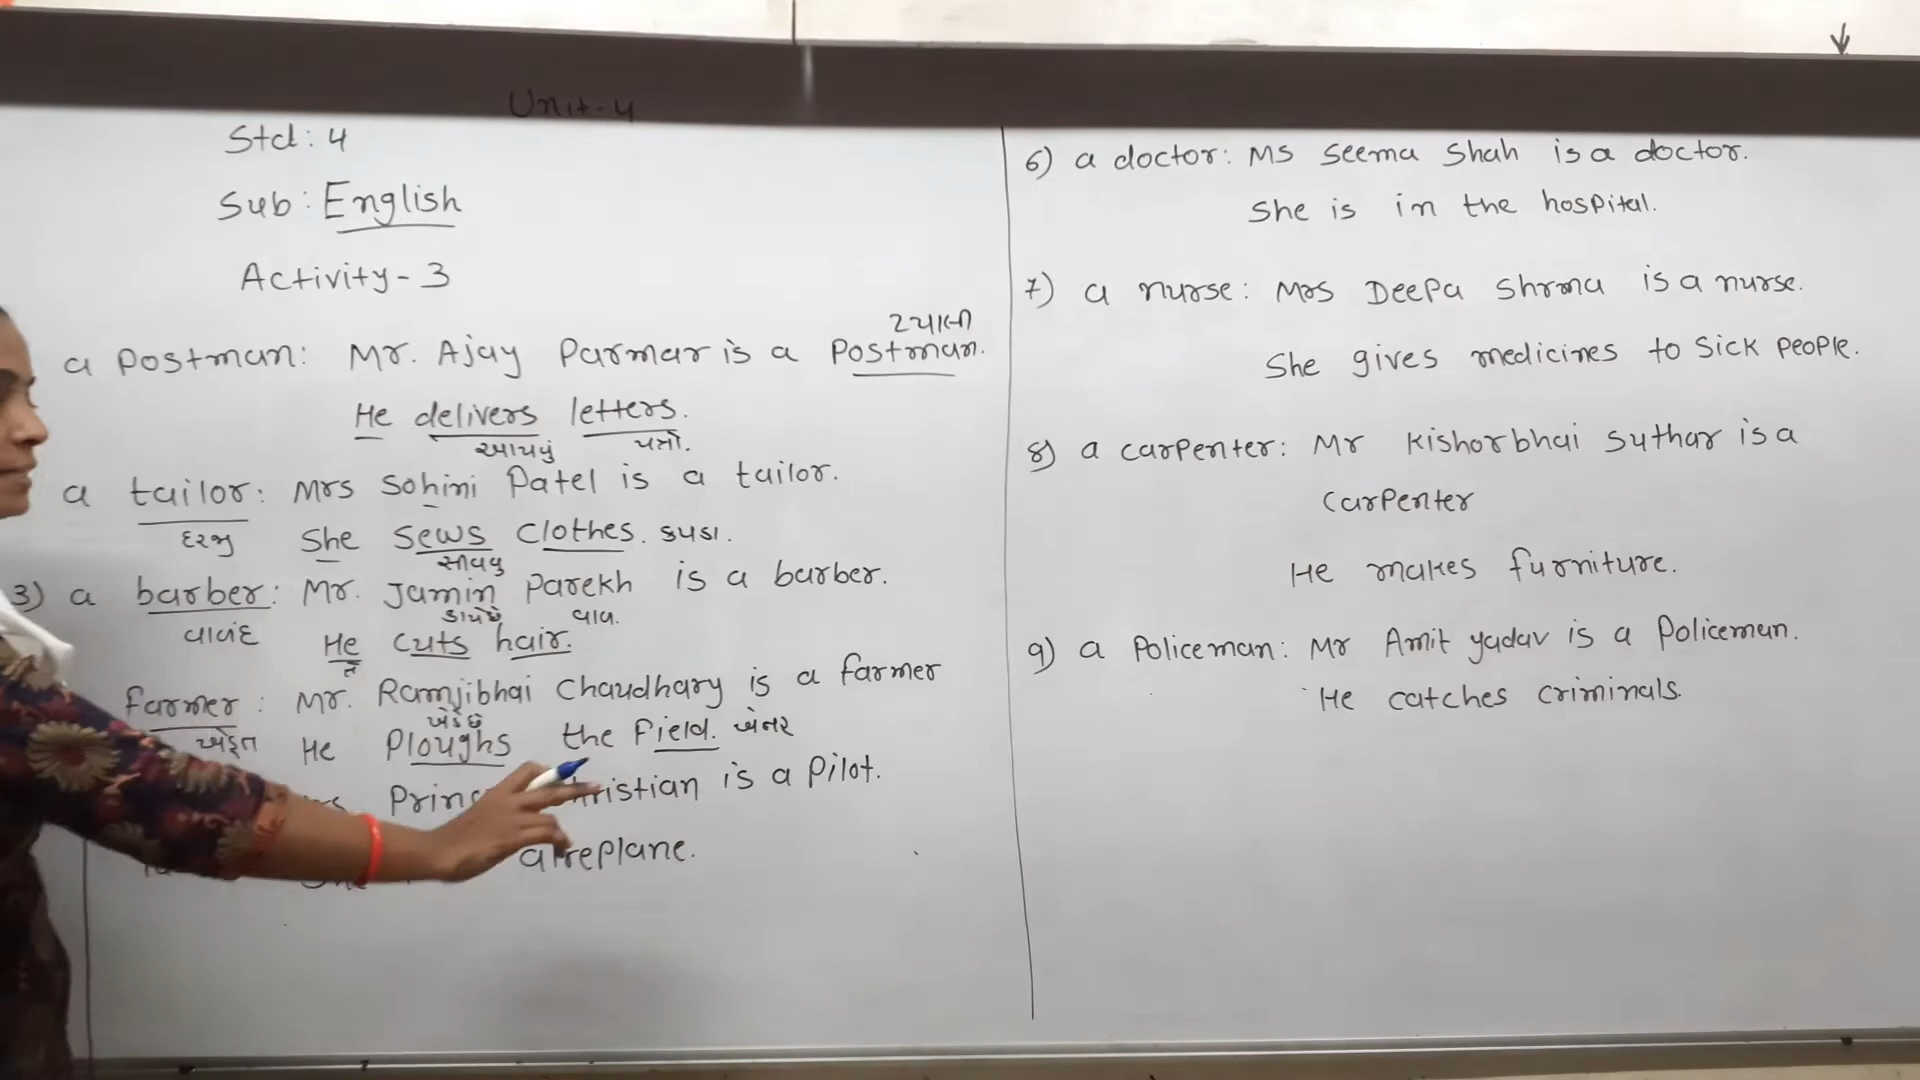 Unit-4
Std: 4
Sub: English
Activity-3
ટપાલી
a Postman: Mr. Ajay Parmar is a Postman.
He delivers letters.
આપવું પત્રો.
a tailor: Mrs Sohini Patel is a tailor.
દરજી She sews clothes. કપડા.
સીવવુ
3) a barber: Mr. Jamin Parekh is a barber.
કાપેછે વાળ.
વાળંદ He cuts hair.
તે
farmer: Mr. Ramjibhai Chaudhary is a farmer
ખેડેછે
ખેડૂત He Ploughs the Field. ખેતર
is a Pilot.
aireplane.
6) a doctor: Ms Seema Shah is a doctor.
She is in the hospital.
7) a nurse: Mrs Deepa Shrma is a nurse.
She gives medicines to Sick People.
8) a carpenter: Mr Kishorbhai Suthar is a
Carpenter
He makes furniture.
9) a Policeman: Mr Amit yadav is a Policeman.
He catches criminals.